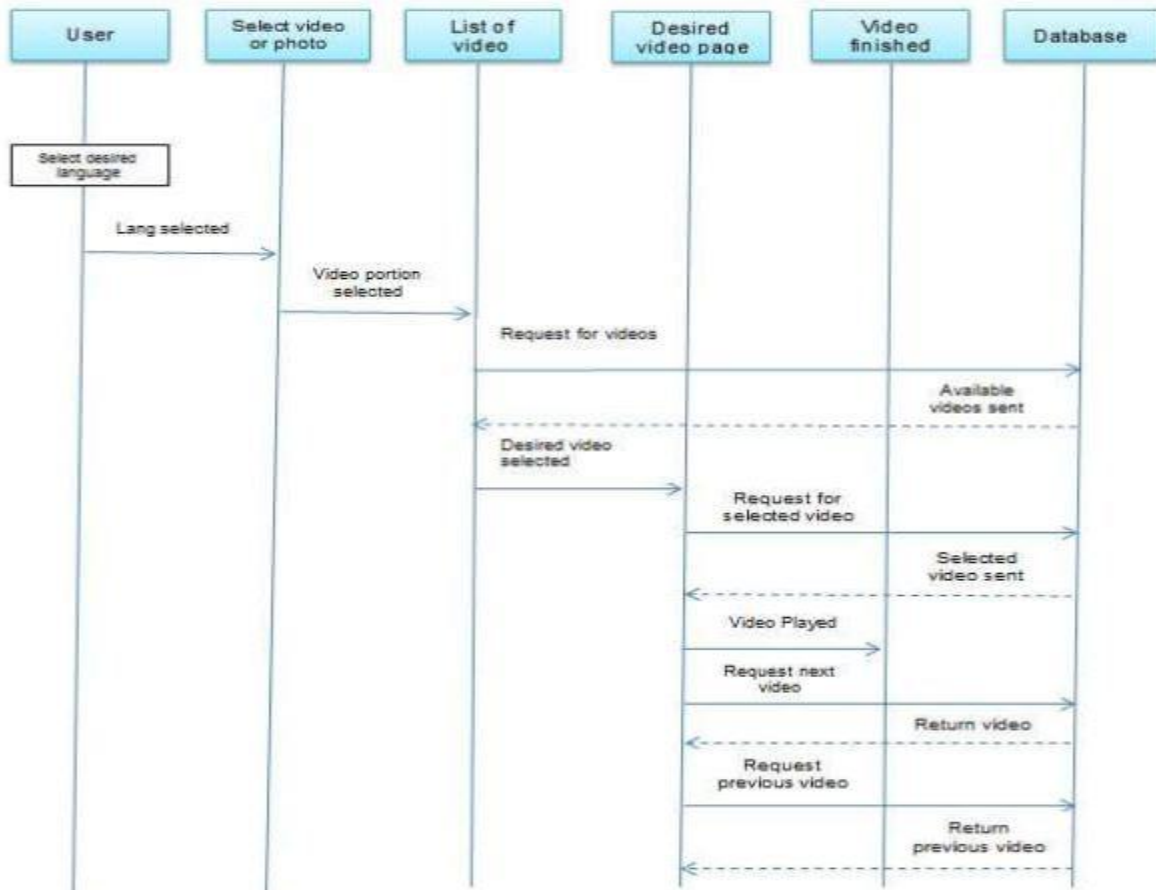 User
Select video
or photo
List of
video
Desired
video page
Video
finished
Database
Select desired
language
Lang selected
Video portion
selected
Request for videos
Available
videos sent
Desired video
selected
Request for
selected video
Selected
video sent
Video Played
Request next
video
Return video
Request
previous video
Return
previous video